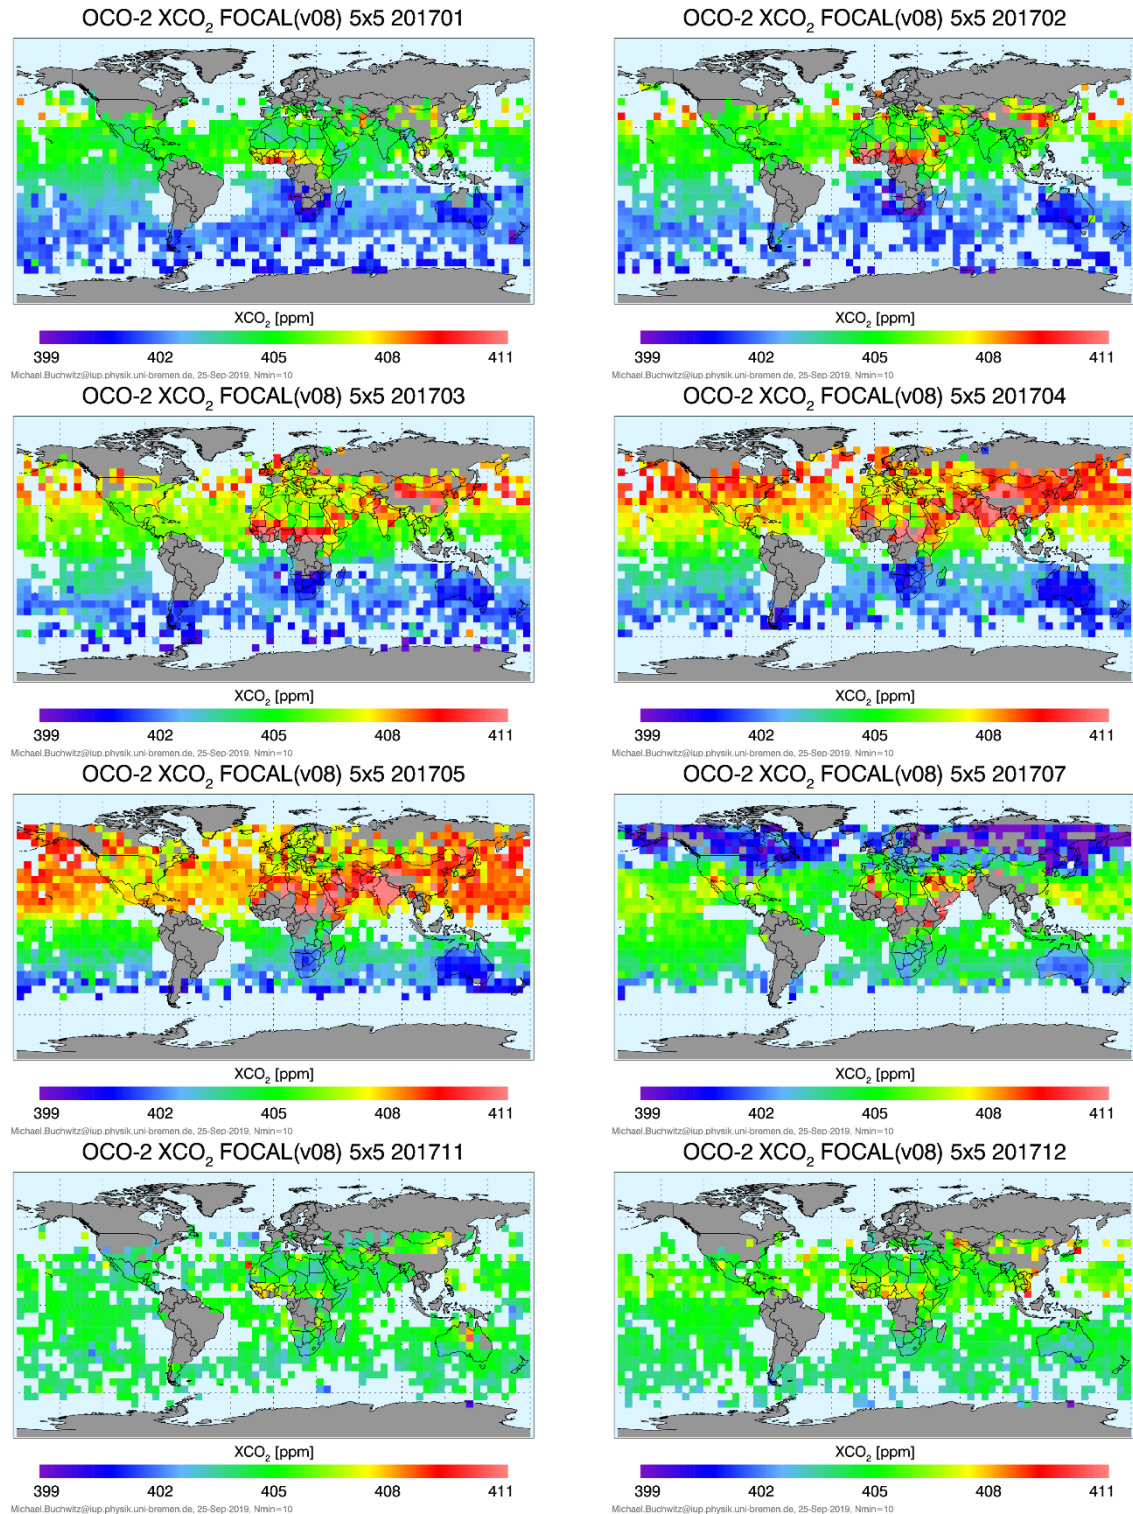 OCO-2 XCO₂ FOCAL(v08) 5x5 201701
XCO₂ [ppm]
399 402 405 408 411
Michael.Buchwitz@iup.physik.uni-bremen.de, 25-Sep-2019, Nmin=10
OCO-2 XCO₂ FOCAL(v08) 5x5 201702
XCO₂ [ppm]
399 402 405 408 411
Michael.Buchwitz@iup.physik.uni-bremen.de, 25-Sep-2019, Nmin=10
OCO-2 XCO₂ FOCAL(v08) 5x5 201703
XCO₂ [ppm]
399 402 405 408 411
Michael.Buchwitz@iup.physik.uni-bremen.de, 25-Sep-2019, Nmin=10
OCO-2 XCO₂ FOCAL(v08) 5x5 201704
XCO₂ [ppm]
399 402 405 408 411
Michael.Buchwitz@iup.physik.uni-bremen.de, 25-Sep-2019, Nmin=10
OCO-2 XCO₂ FOCAL(v08) 5x5 201705
XCO₂ [ppm]
399 402 405 408 411
Michael.Buchwitz@iup.physik.uni-bremen.de, 25-Sep-2019, Nmin=10
OCO-2 XCO₂ FOCAL(v08) 5x5 201707
XCO₂ [ppm]
399 402 405 408 411
Michael.Buchwitz@iup.physik.uni-bremen.de, 25-Sep-2019, Nmin=10
OCO-2 XCO₂ FOCAL(v08) 5x5 201711
XCO₂ [ppm]
399 402 405 408 411
Michael.Buchwitz@iup.physik.uni-bremen.de, 25-Sep-2019, Nmin=10
OCO-2 XCO₂ FOCAL(v08) 5x5 201712
XCO₂ [ppm]
399 402 405 408 411
Michael.Buchwitz@iup.physik.uni-bremen.de, 25-Sep-2019, Nmin=10